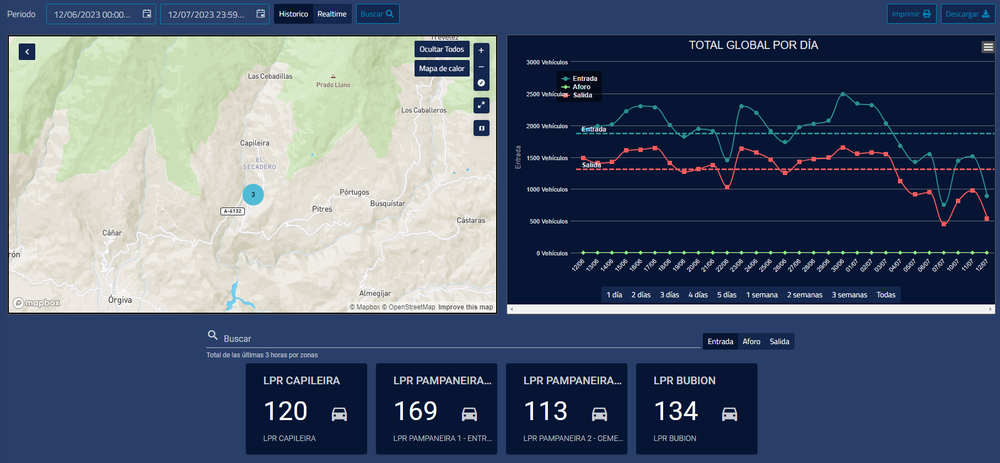 Periodo
12/06/2023 00:00...
12/07/2023 23:59...
Historico
Realtime
Buscar
Imprimir
Descargar
Trevélez
Ocultar Todos
Mapa de calor
Las Cebadillas
Prado Llano
Los Caballeros
Capileira
EL
SECADERO
3
A-4132
Pórtugos
Busquístar
Pitres
Cástaras
Cáñar
rón
Órgiva
Almegíjar
mapbox
© Mapbox © OpenStreetMap Improve this map
TOTAL GLOBAL POR DÍA
3000 Vehículos
2500 Vehículos
2000 Vehículos
1500 Vehículos
1000 Vehículos
500 Vehículos
0 Vehículos
Entrada
Entrada
Aforo
Salida
Entrada
Salida
12/06
13/06
14/06
15/06
16/06
17/06
18/06
19/06
20/06
21/06
22/06
23/06
24/06
25/06
26/06
27/06
28/06
29/06
30/06
01/07
02/07
03/07
04/07
05/07
06/07
07/07
10/07
11/07
12/07
1 día
2 días
3 días
4 días
5 días
1 semana
2 semanas
3 semanas
Todas
Buscar
Entrada
Aforo
Salida
Total de las últimas 3 horas por zonas
LPR CAPILEIRA
120
LPR CAPILEIRA
LPR PAMPANEIRA...
169
LPR PAMPANEIRA 1 - ENTR...
LPR PAMPANEIRA...
113
LPR PAMPANEIRA 2 - CEME...
LPR BUBION
134
LPR BUBION